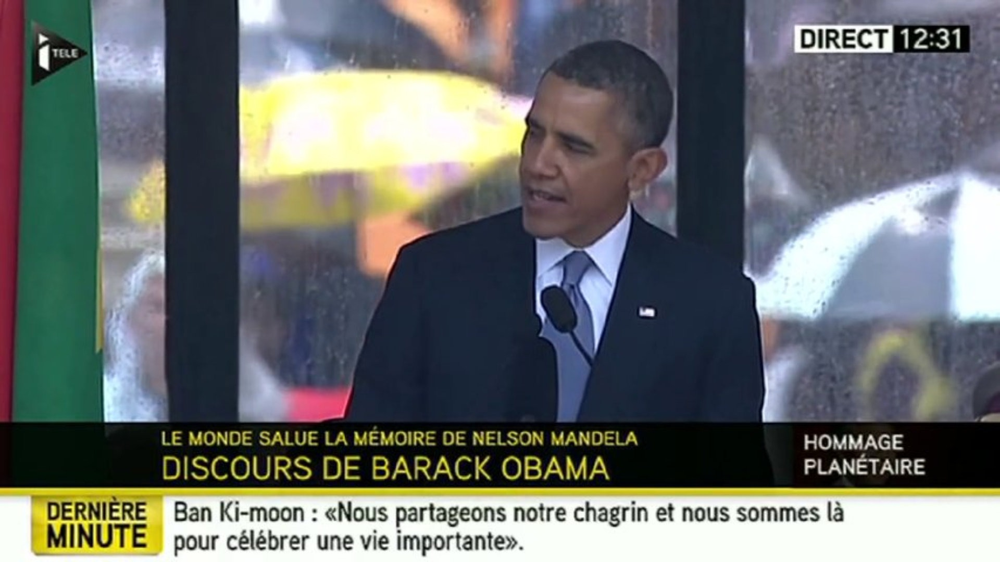 iTELE
DIRECT 12:31
LE MONDE SALUE LA MÉMOIRE DE NELSON MANDELA
DISCOURS DE BARACK OBAMA
HOMMAGE
PLANÉTAIRE
DERNIÈRE
MINUTE
Ban Ki-moon : «Nous partageons notre chagrin et nous sommes là
pour célébrer une vie importante».